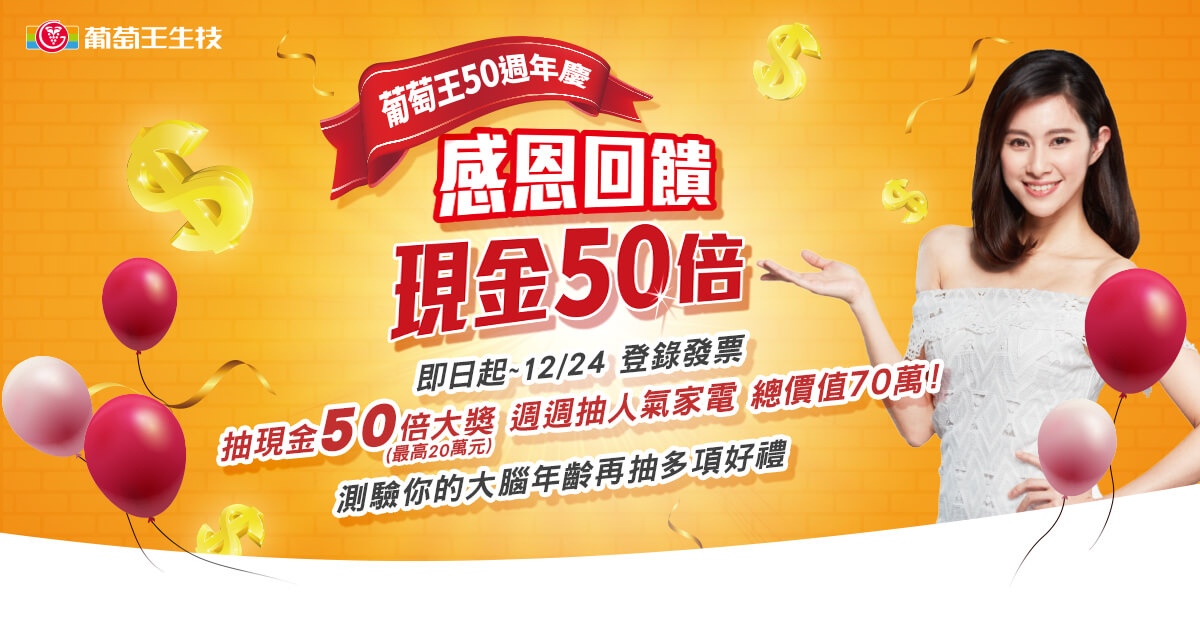 葡萄王生技
葡萄王50週年慶
感恩回饋
現金50倍
即日起~12/24 登錄發票
抽現金50倍大獎 週週抽人氣家電 總價值70萬!
(最高20萬元)
測驗你的大腦年齡再抽多項好禮